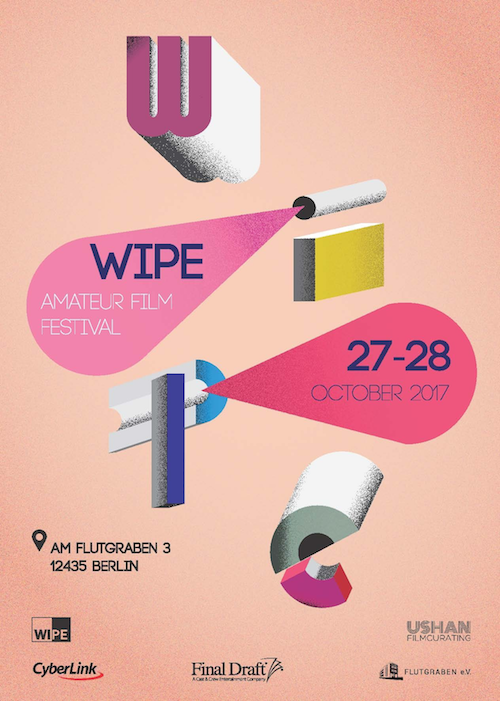 WIPE
WIPE
AMATEUR FILM
FESTIVAL
27-28
OCTOBER 2017
AM FLUTGRABEN 3
12435 BERLIN
WIPE
USHAN
FILMCURATING
CyberLink
Final Draft
A Cast & Crew Entertainment Company
FLUTGRABEN e.V.